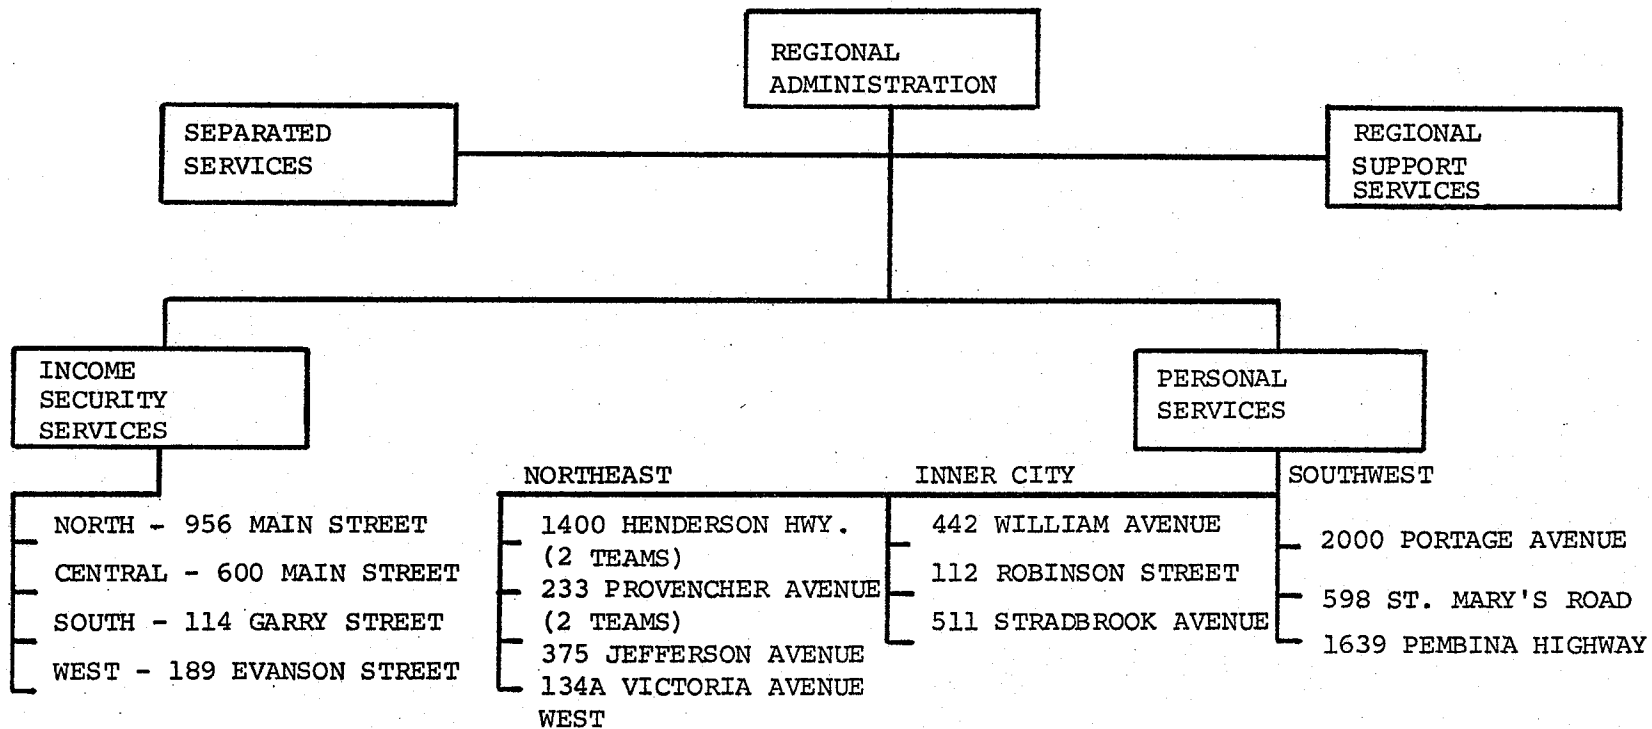 REGIONAL
ADMINISTRATION
SEPARATED
SERVICES
REGIONAL
SUPPORT
SERVICES
INCOME
SECURITY
SERVICES
NORTH - 956 MAIN STREET
CENTRAL - 600 MAIN STREET
SOUTH - 114 GARRY STREET
WEST - 189 EVANSON STREET
PERSONAL
SERVICES
NORTHEAST
1400 HENDERSON HWY.
(2 TEAMS)
233 PROVENCHER AVENUE
(2 TEAMS)
375 JEFFERSON AVENUE
134A VICTORIA AVENUE
WEST
INNER CITY
442 WILLIAM AVENUE
112 ROBINSON STREET
511 STRADBROOK AVENUE
SOUTHWEST
2000 PORTAGE AVENUE
598 ST. MARY'S ROAD
1639 PEMBINA HIGHWAY